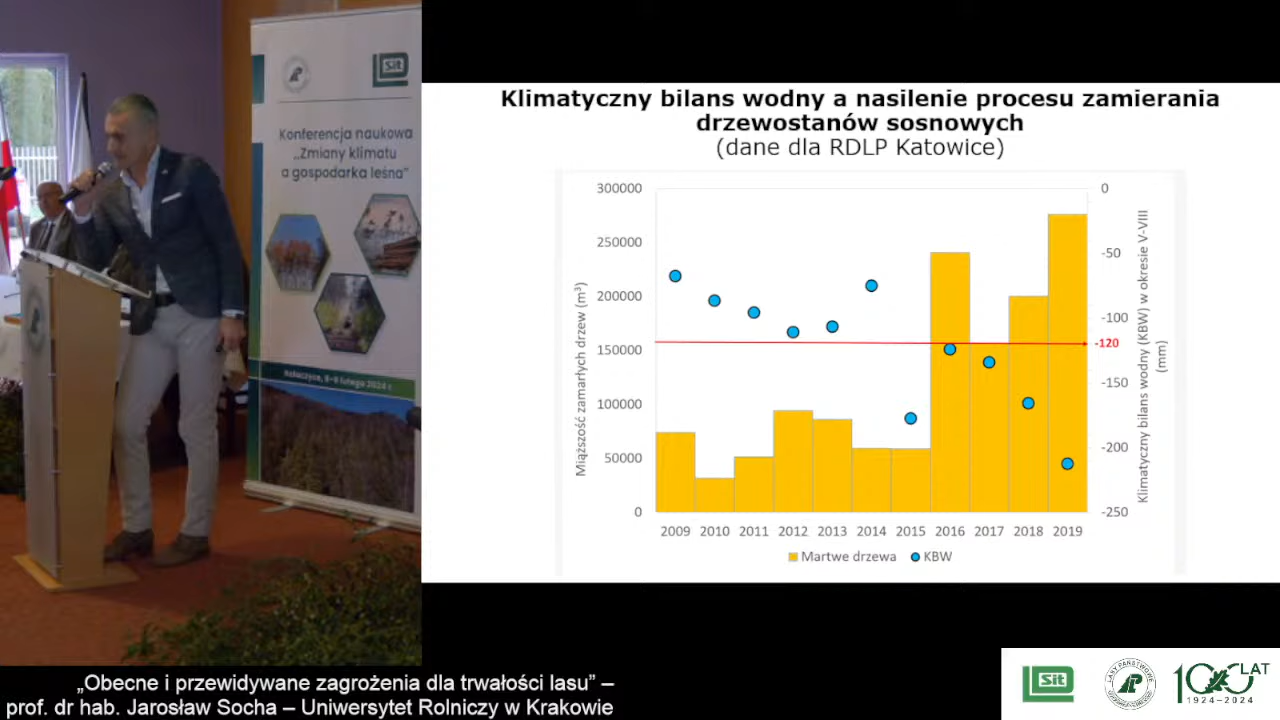 Sit
Konferencja naukowa
„Zmiany klimatu
a gospodarka leśna”
Klimatyczny bilans wodny a nasilenie procesu zamierania
drzewostanów sosnowych
(dane dla RDLP Katowice)
Miąższość zamarłych drzew (m³)
300000
250000
200000
150000
100000
50000
0
0
-50
-100
-120
-150
-200
-250
Klimatyczny bilans wodny (KBW) w okresie V-VIII
(mm)
2009 2010 2011 2012 2013 2014 2015 2016 2017 2018 2019
Martwe drzewa KBW
„Obecne i przewidywane zagrożenia dla trwałości lasu” –
prof. dr hab. Jarosław Socha – Uniwersytet Rolniczy w Krakowie
Sit
LASY PAŃSTWOWE
100 LAT
1924–2024